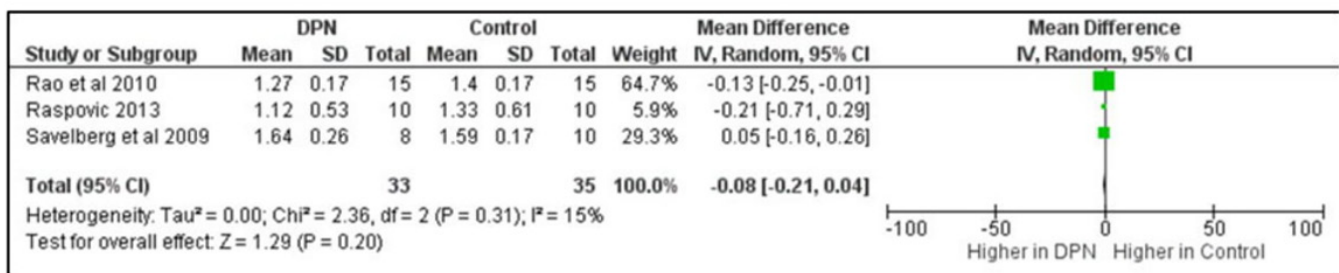 DPN Control Mean Difference Mean Difference
Study or Subgroup Mean SD Total Mean SD Total Weight IV, Random, 95% CI IV, Random, 95% CI
Rao et al 2010 1.27 0.17 15 1.4 0.17 15 64.7% -0.13 [-0.25, -0.01]
Raspovic 2013 1.12 0.53 10 1.33 0.61 10 5.9% -0.21 [-0.71, 0.29]
Savelberg et al 2009 1.64 0.26 8 1.59 0.17 10 29.3% 0.05 [-0.16, 0.26]
Total (95% CI) 33 35 100.0% -0.08 [-0.21, 0.04]
Heterogeneity: Tau² = 0.00; Chi² = 2.36, df = 2 (P = 0.31); I² = 15%
Test for overall effect: Z = 1.29 (P = 0.20)
-100 -50 0 50 100
Higher in DPN Higher in Control